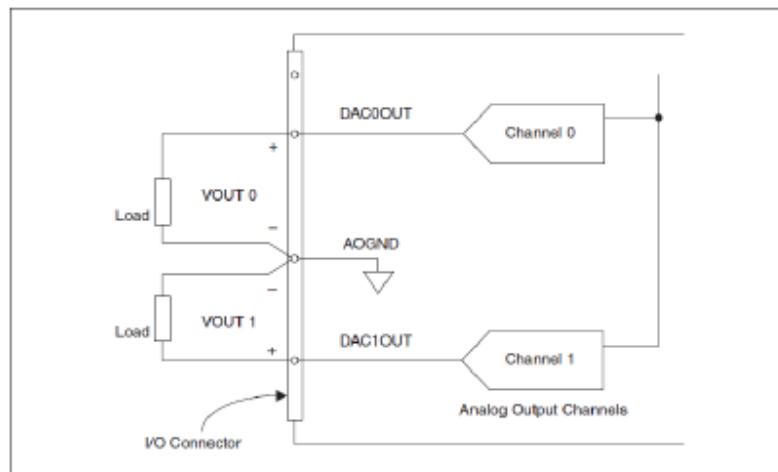 DAC0OUT
Channel 0
+
VOUT 0
Load
−
AOGND
−
VOUT 1
Load
+
DAC1OUT
Channel 1
Analog Output Channels
I/O Connector